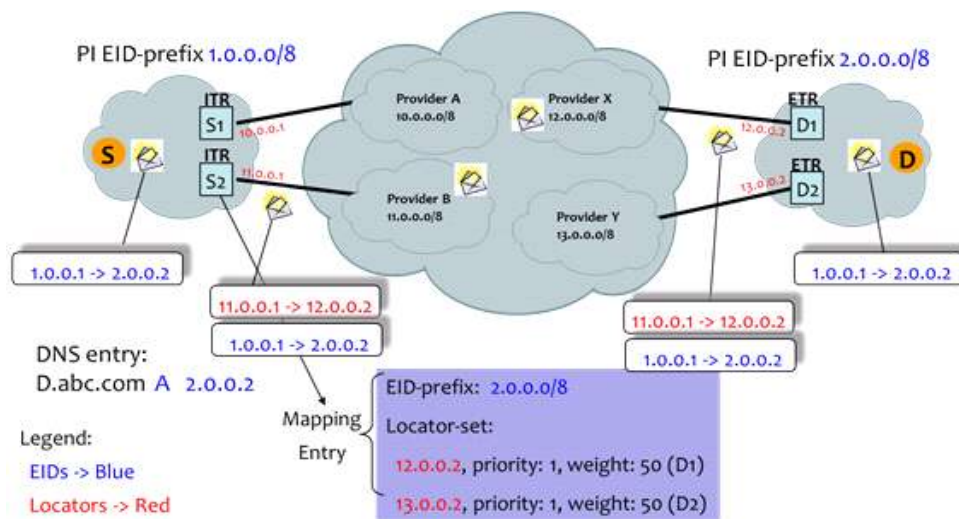 PI EID-prefix 1.0.0.0/8
PI EID-prefix 2.0.0.0/8
ITR
S1
10.0.0.1
Provider A
10.0.0.0/8
Provider X
12.0.0.0/8
ETR
D1
12.0.0.2
S
ITR
S2
11.0.0.1
Provider B
11.0.0.0/8
Provider Y
13.0.0.0/8
ETR
D2
13.0.0.2
D
1.0.0.1 -> 2.0.0.2
1.0.0.1 -> 2.0.0.2
11.0.0.1 -> 12.0.0.2
1.0.0.1 -> 2.0.0.2
11.0.0.1 -> 12.0.0.2
1.0.0.1 -> 2.0.0.2
DNS entry:
D.abc.com A 2.0.0.2
Mapping
Entry
EID-prefix: 2.0.0.0/8
Locator-set:
12.0.0.2, priority: 1, weight: 50 (D1)
13.0.0.2, priority: 1, weight: 50 (D2)
Legend:
EIDs -> Blue
Locators -> Red